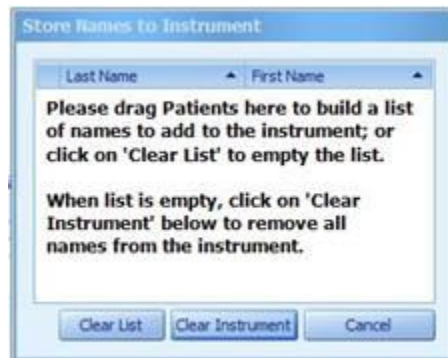 Store Names to Instrument
Last Name First Name
Please drag Patients here to build a list
of names to add to the instrument; or
click on 'Clear List' to empty the list.
When list is empty, click on 'Clear
Instrument' below to remove all
names from the instrument.
Clear List Clear Instrument Cancel